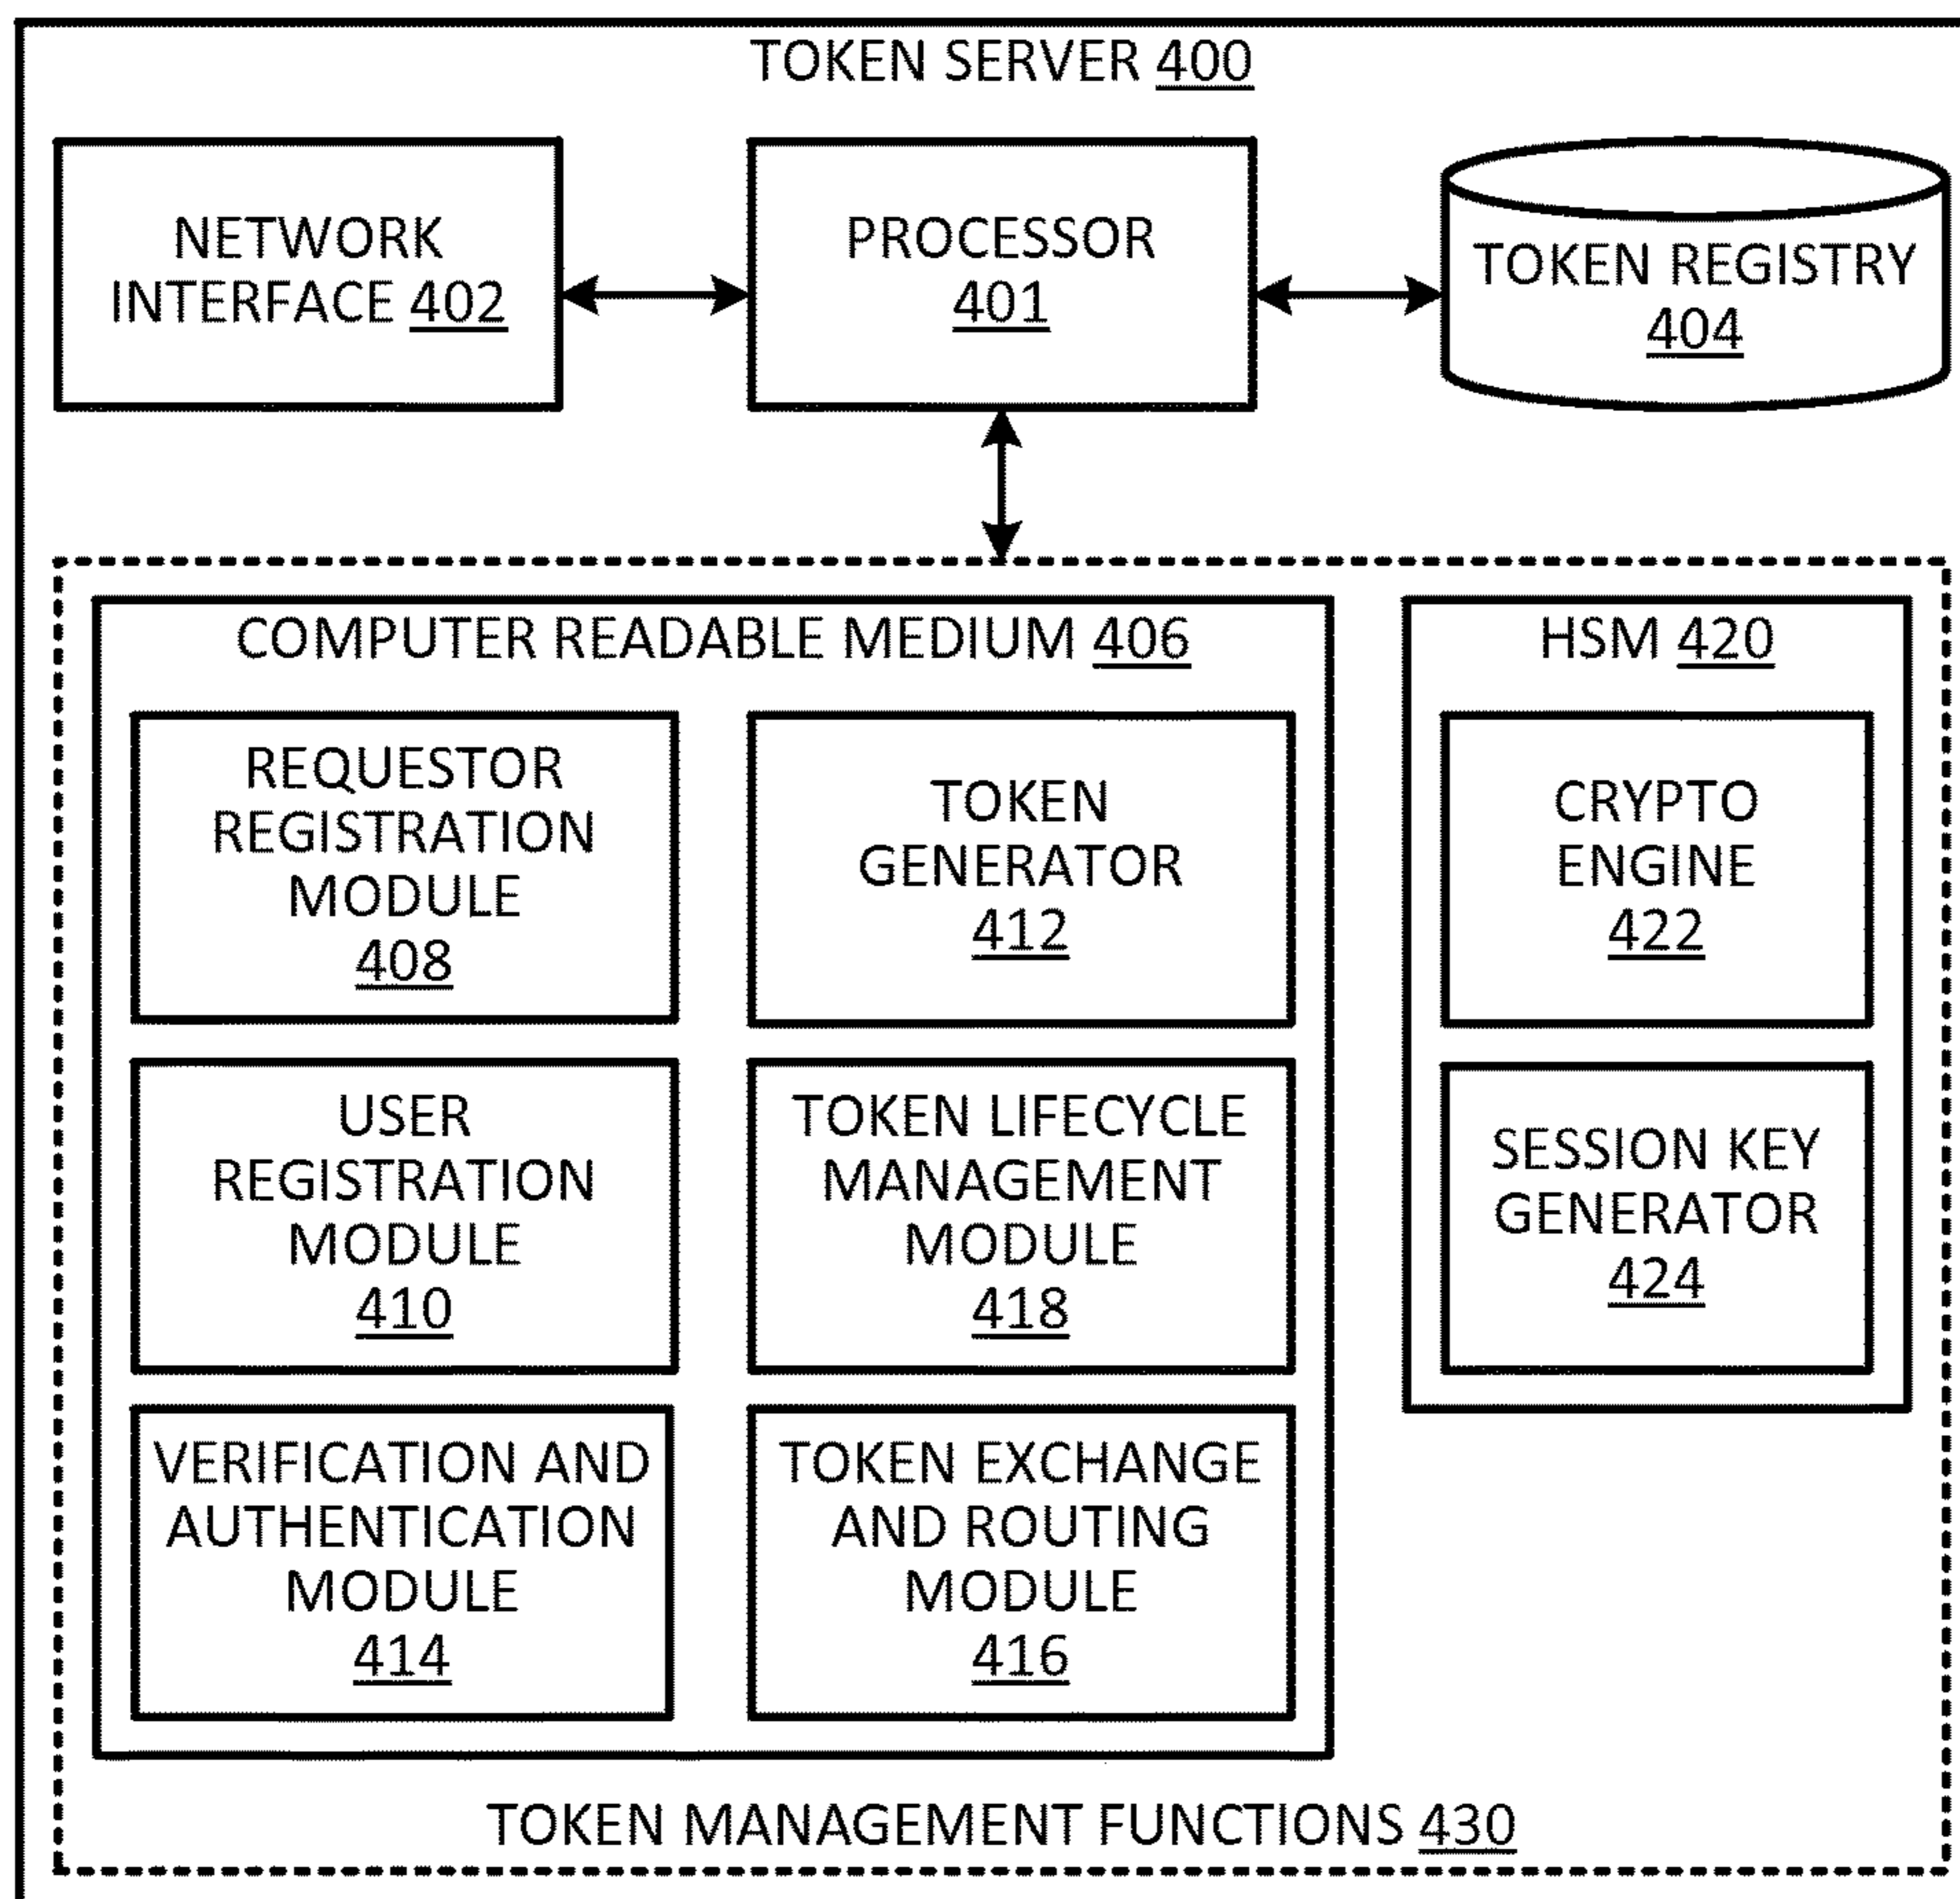 TOKEN SERVER 400
NETWORK
INTERFACE 402
PROCESSOR
401
TOKEN REGISTRY
404
COMPUTER READABLE MEDIUM 406
REQUESTOR
REGISTRATION
MODULE
408
TOKEN
GENERATOR
412
USER
REGISTRATION
MODULE
410
TOKEN LIFECYCLE
MANAGEMENT
MODULE
418
VERIFICATION AND
AUTHENTICATION
MODULE
414
TOKEN EXCHANGE
AND ROUTING
MODULE
416
HSM 420
CRYPTO
ENGINE
422
SESSION KEY
GENERATOR
424
TOKEN MANAGEMENT FUNCTIONS 430